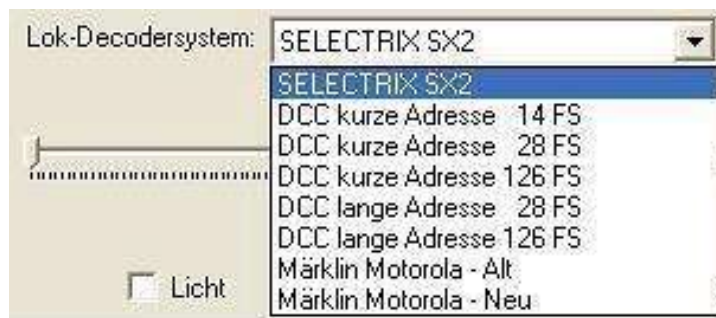 Lok-Decodersystem: SELECTRIX SX2
SELECTRIX SX2
DCC kurze Adresse 14 FS
DCC kurze Adresse 28 FS
DCC kurze Adresse 126 FS
DCC lange Adresse 28 FS
DCC lange Adresse 126 FS
Märklin Motorola - Alt
Licht Märklin Motorola - Neu